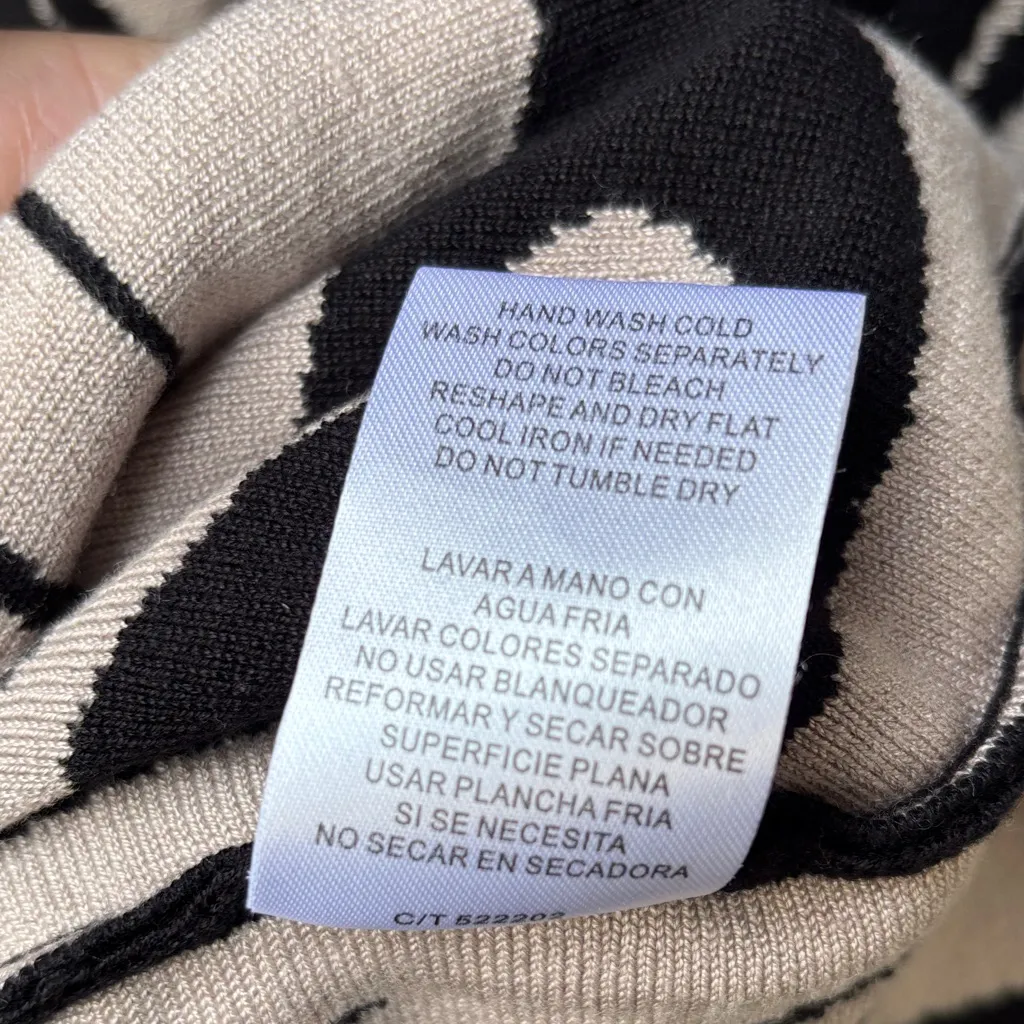 HAND WASH COLD
WASH COLORS SEPARATELY
DO NOT BLEACH
RESHAPE AND DRY FLAT
COOL IRON IF NEEDED
DO NOT TUMBLE DRY
LAVAR A MANO CON
AGUA FRIA
LAVAR COLORES SEPARADO
NO USAR BLANQUEADOR
REFORMAR Y SECAR SOBRE
SUPERFICIE PLANA
USAR PLANCHA FRIA
SI SE NECESITA
NO SECAR EN SECADORA
C/T